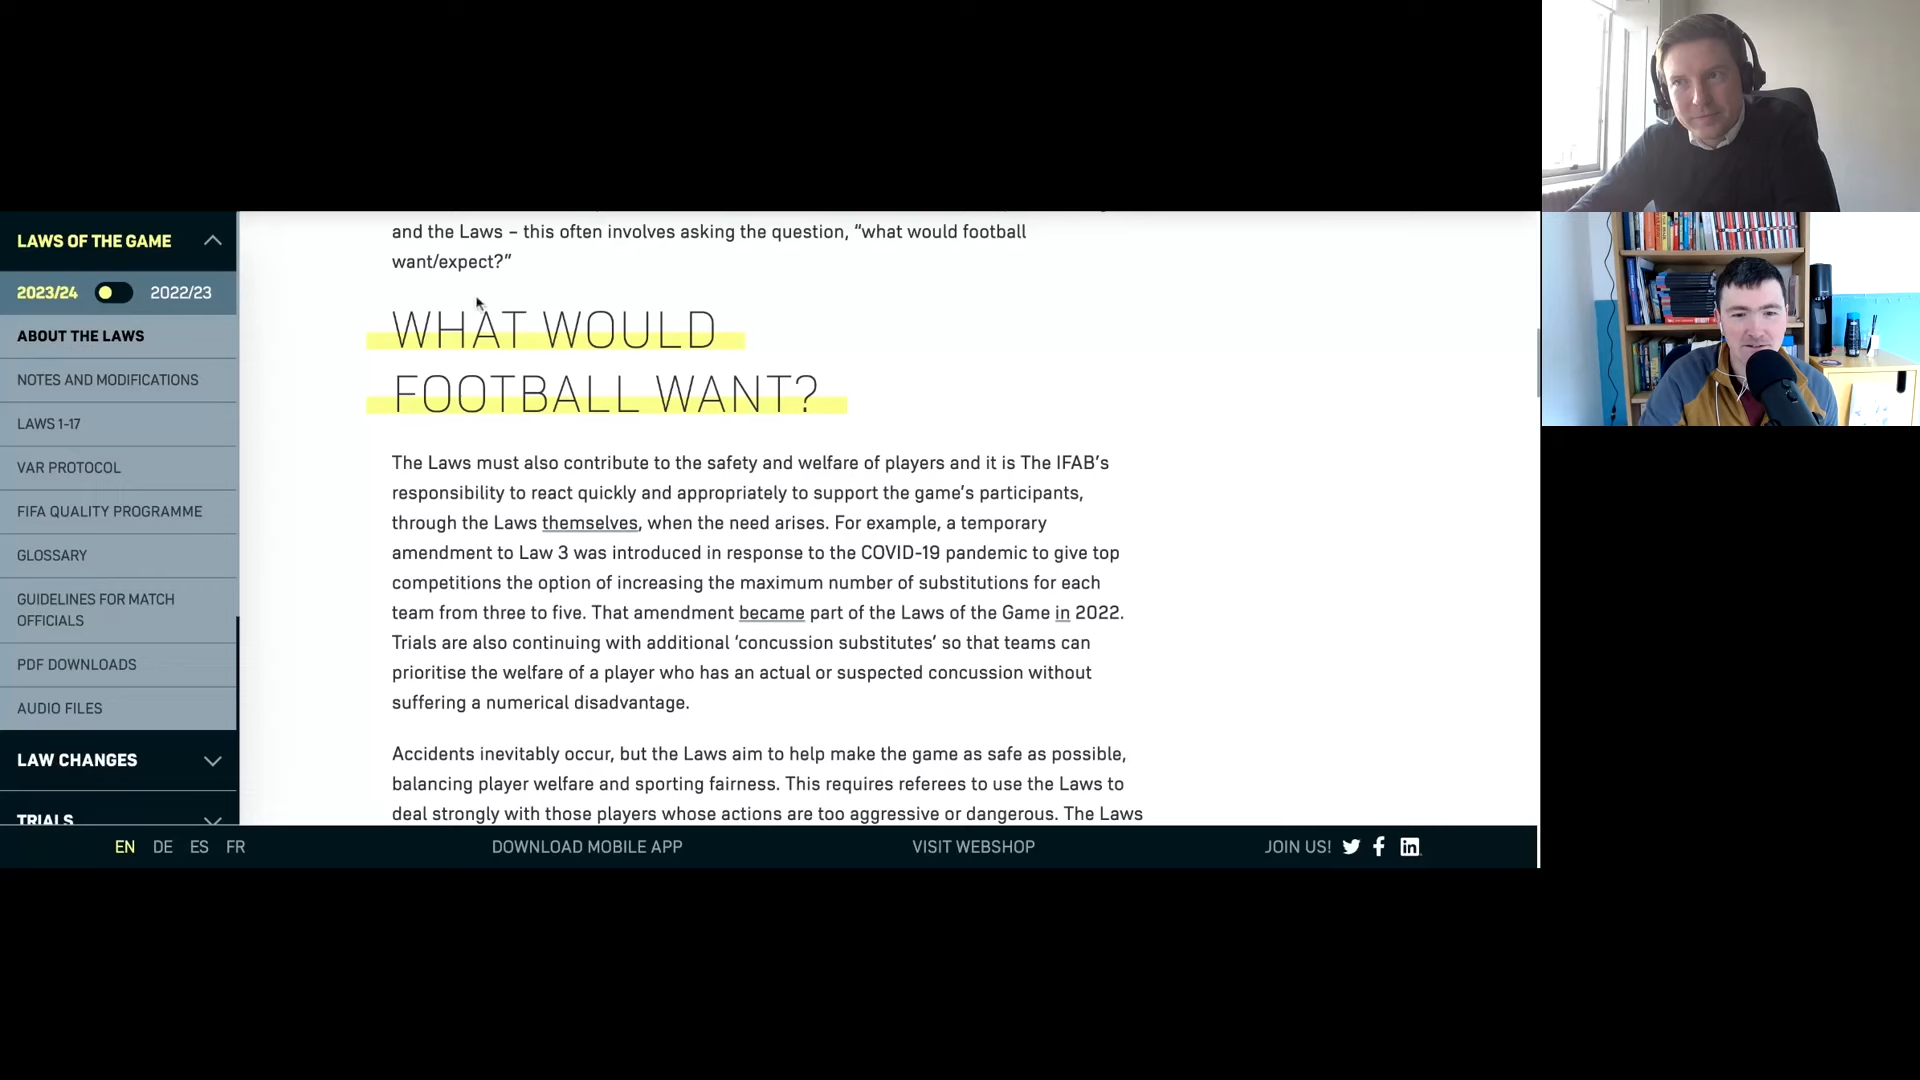 LAWS OF THE GAME
2023/24 2022/23
ABOUT THE LAWS
NOTES AND MODIFICATIONS
LAWS 1-17
VAR PROTOCOL
FIFA QUALITY PROGRAMME
GLOSSARY
GUIDELINES FOR MATCH
OFFICIALS
PDF DOWNLOADS
AUDIO FILES
LAW CHANGES
TRIALS
and the Laws – this often involves asking the question, “what would football
want/expect?”
WHAT WOULD
FOOTBALL WANT?
The Laws must also contribute to the safety and welfare of players and it is The IFAB’s
responsibility to react quickly and appropriately to support the game’s participants,
through the Laws themselves, when the need arises. For example, a temporary
amendment to Law 3 was introduced in response to the COVID-19 pandemic to give top
competitions the option of increasing the maximum number of substitutions for each
team from three to five. That amendment became part of the Laws of the Game in 2022.
Trials are also continuing with additional ‘concussion substitutes’ so that teams can
prioritise the welfare of a player who has an actual or suspected concussion without
suffering a numerical disadvantage.
Accidents inevitably occur, but the Laws aim to help make the game as safe as possible,
balancing player welfare and sporting fairness. This requires referees to use the Laws to
deal strongly with those players whose actions are too aggressive or dangerous. The Laws
EN DE ES FR DOWNLOAD MOBILE APP VISIT WEBSHOP JOIN US!